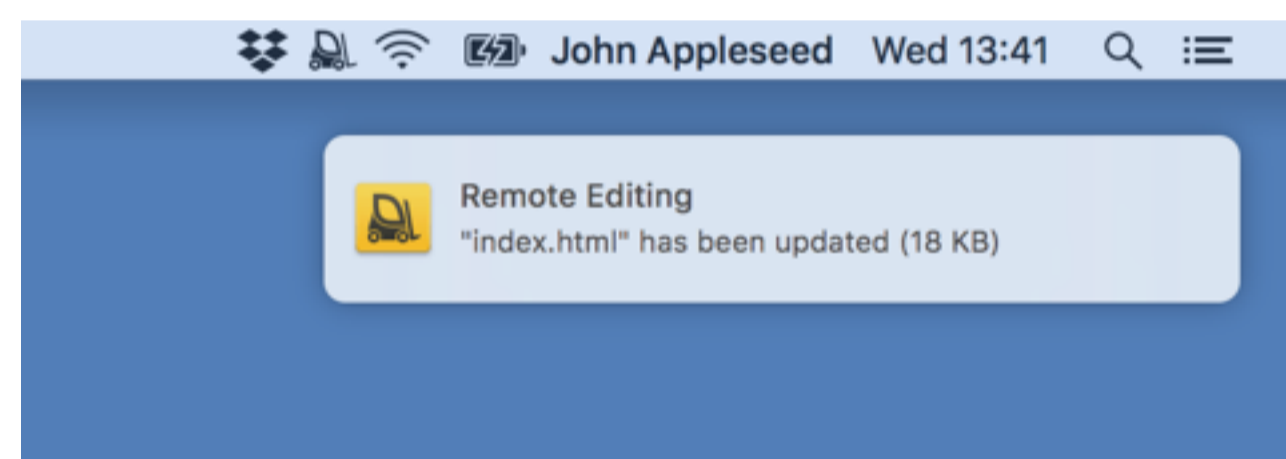 John Appleseed Wed 13:41
Remote Editing
"index.html" has been updated (18 KB)